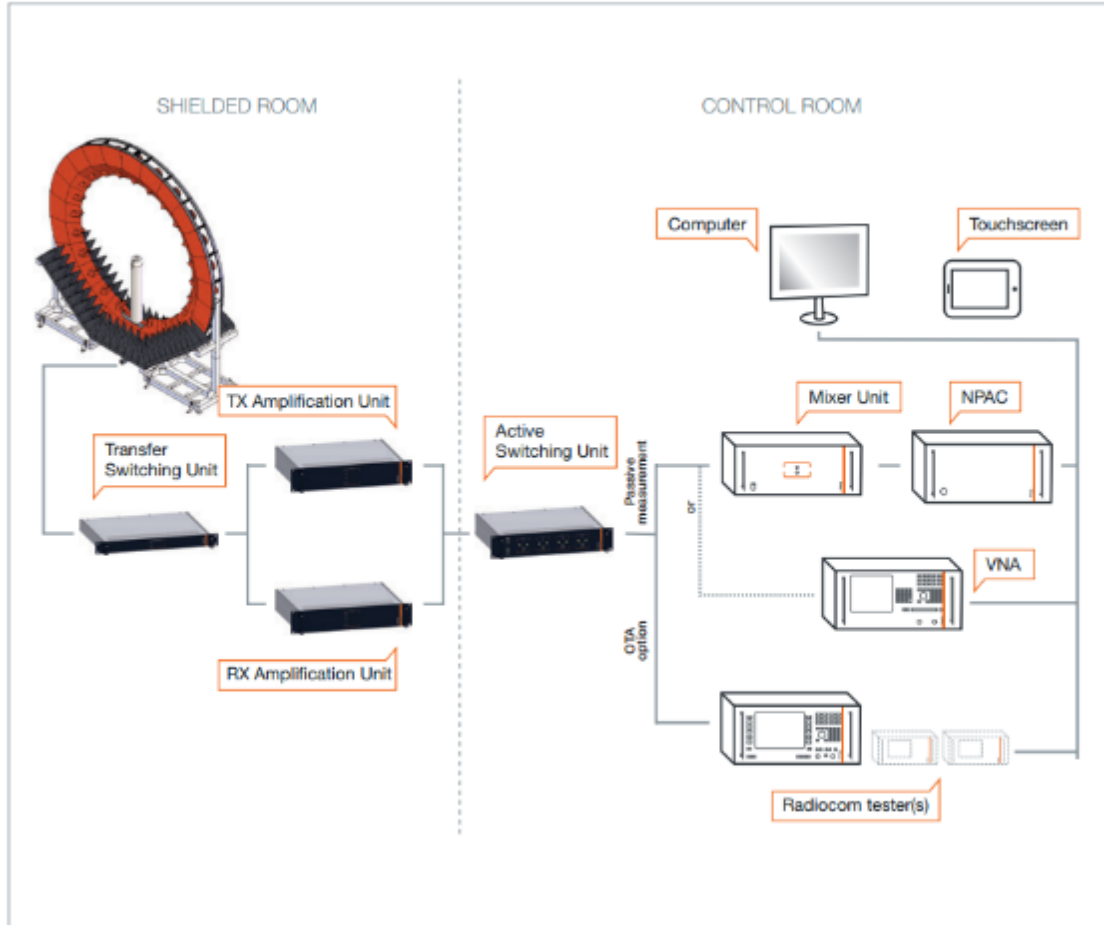 SHIELDED ROOM
CONTROL ROOM
Computer
Touchscreen
TX Amplification Unit
Mixer Unit
NPAC
Transfer
Switching Unit
Active
Switching Unit
Passive
measurement
or
VNA
OTA
option
RX Amplification Unit
Radiocom tester(s)